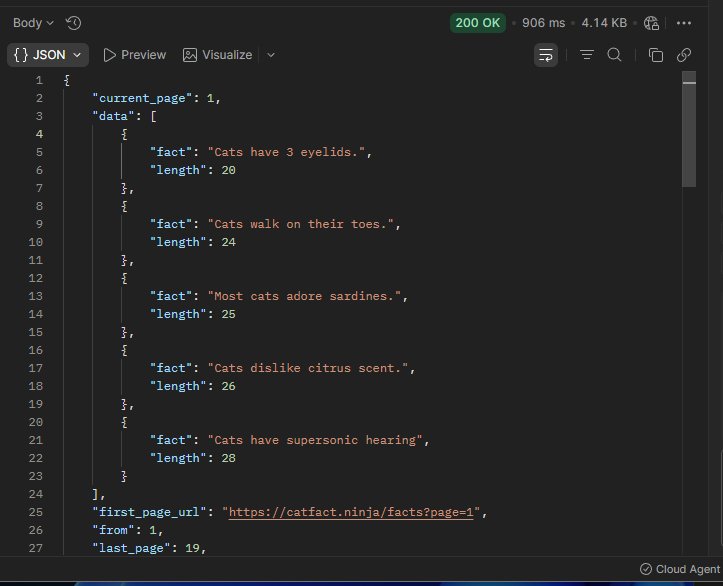 Body 200 OK • 906 ms • 4.14 KB •
{} JSON Preview Visualize
1 {
2 "current_page": 1,
3 "data": [
4 {
5 "fact": "Cats have 3 eyelids.",
6 "length": 20
7 },
8 {
9 "fact": "Cats walk on their toes.",
10 "length": 24
11 },
12 {
13 "fact": "Most cats adore sardines.",
14 "length": 25
15 },
16 {
17 "fact": "Cats dislike citrus scent.",
18 "length": 26
19 },
20 {
21 "fact": "Cats have supersonic hearing",
22 "length": 28
23 }
24 ],
25 "first_page_url": "https://catfact.ninja/facts?page=1",
26 "from": 1,
27 "last_page": 19,
Cloud Agent